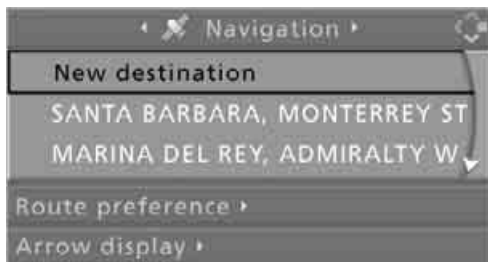 Navigation
New destination
SANTA BARBARA, MONTERREY ST
MARINA DEL REY, ADMIRALTY W
Route preference
Arrow display